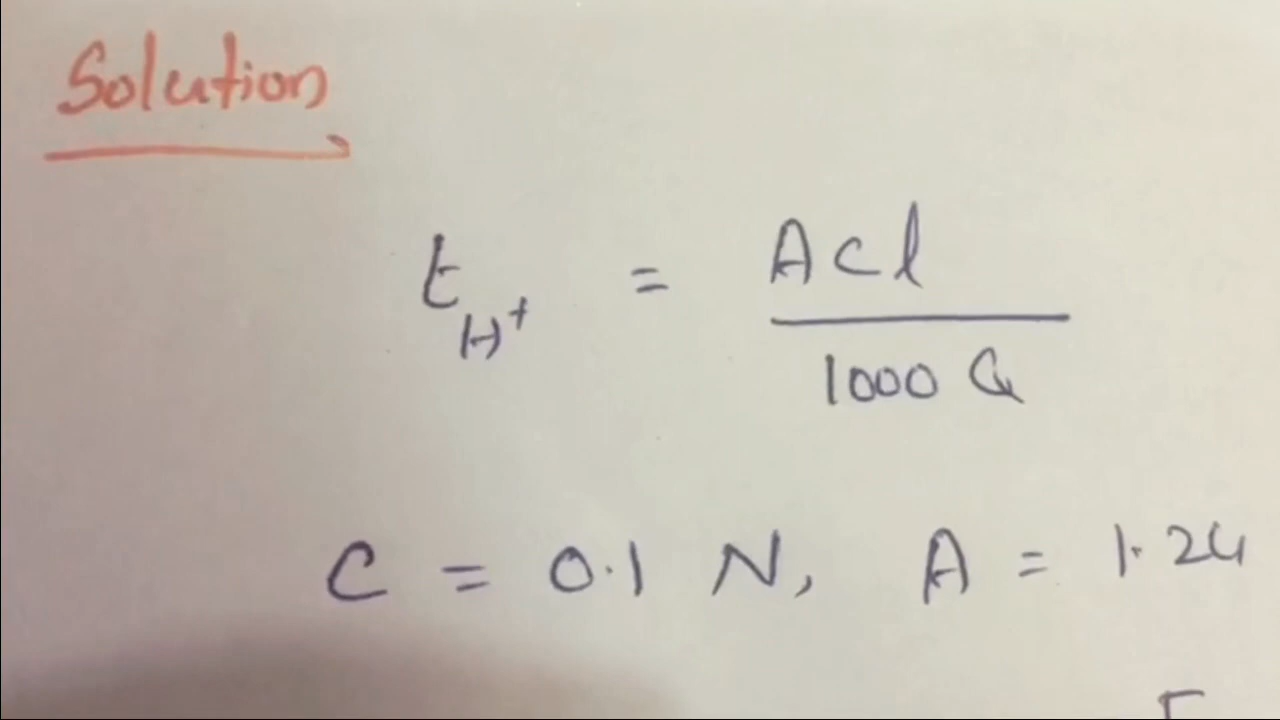 Solution
t_H⁺ = Acl / 1000 Q
C = 0.1 N, A = 1.24